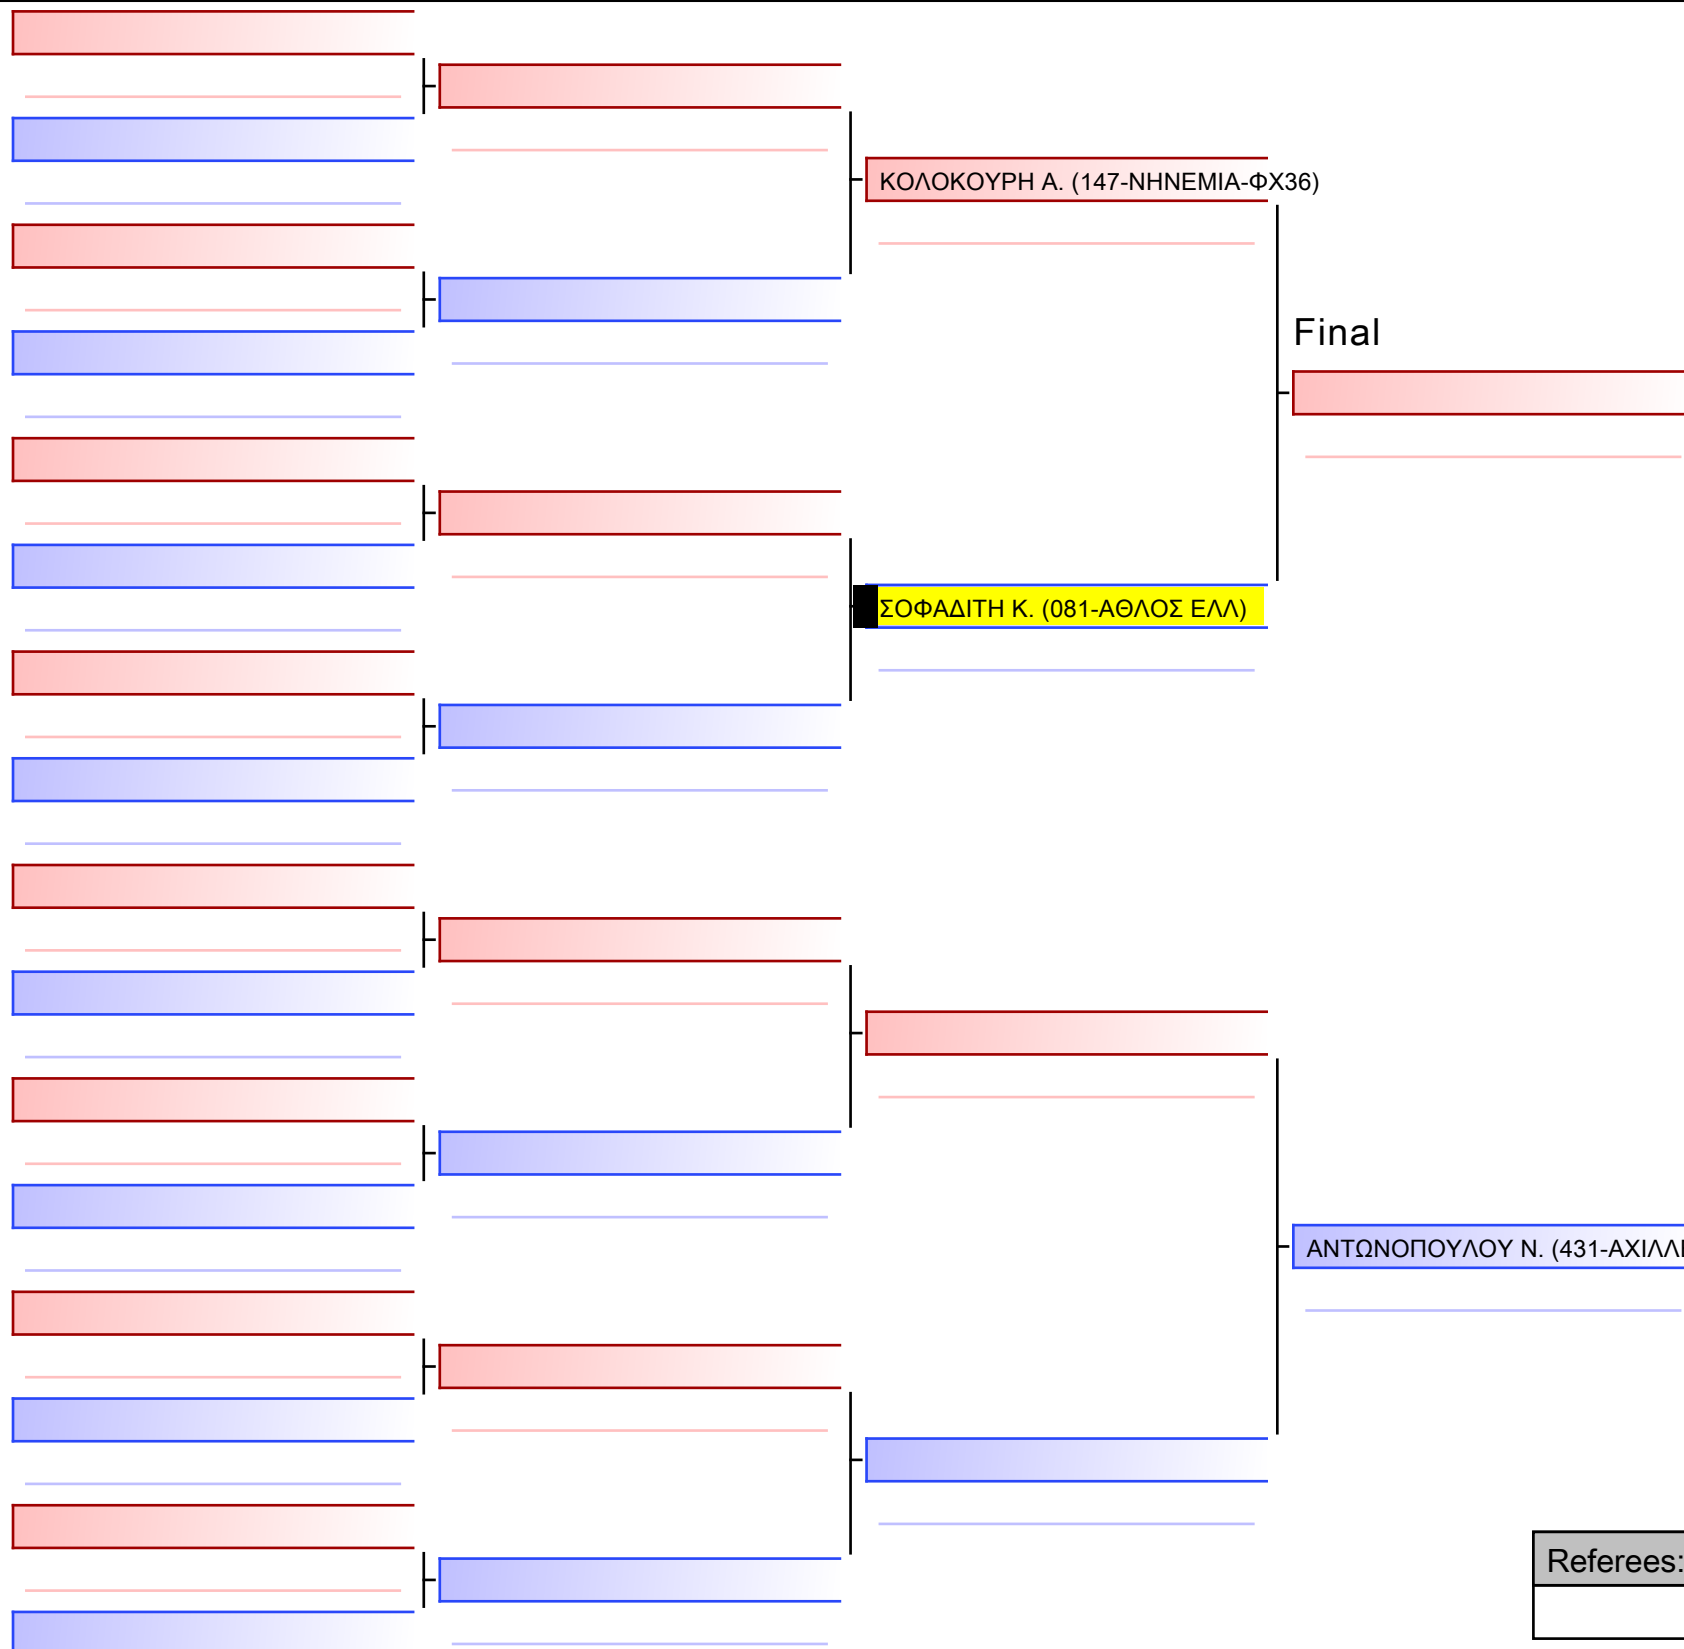 ΚΟΛΟΚΟΥΡΗ Α. (147-ΝΗΝΕΜΙΑ-ΦΧ36)
Final
ΣΟΦΑΔΙΤΗ Κ. (081-ΑΘΛΟΣ ΕΛΛ)
ΑΝΤΩΝΟΠΟΥΛΟΥ Ν. (431-ΑΧΙΛΛ
Referees: